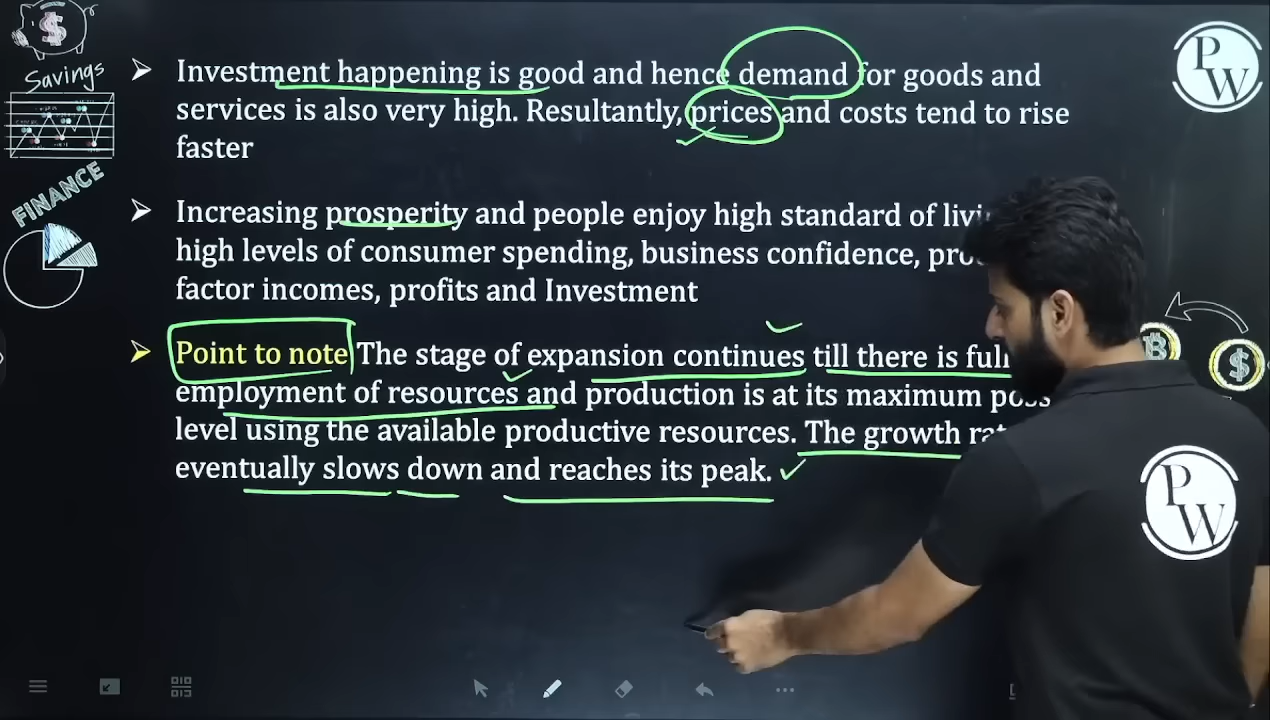 $
Savings
FINANCE
Investment happening is good and hence demand for goods and
services is also very high. Resultantly, prices and costs tend to rise
faster
Increasing prosperity and people enjoy high standard of
high levels of consumer spending, business confidence,
factor incomes, profits and Investment
Point to note The stage of expansion continues till there is full
employment of resources and production is at its maximum
level using the available productive resources. The growth
eventually slows down and reaches its peak.
PW
B
$
PW